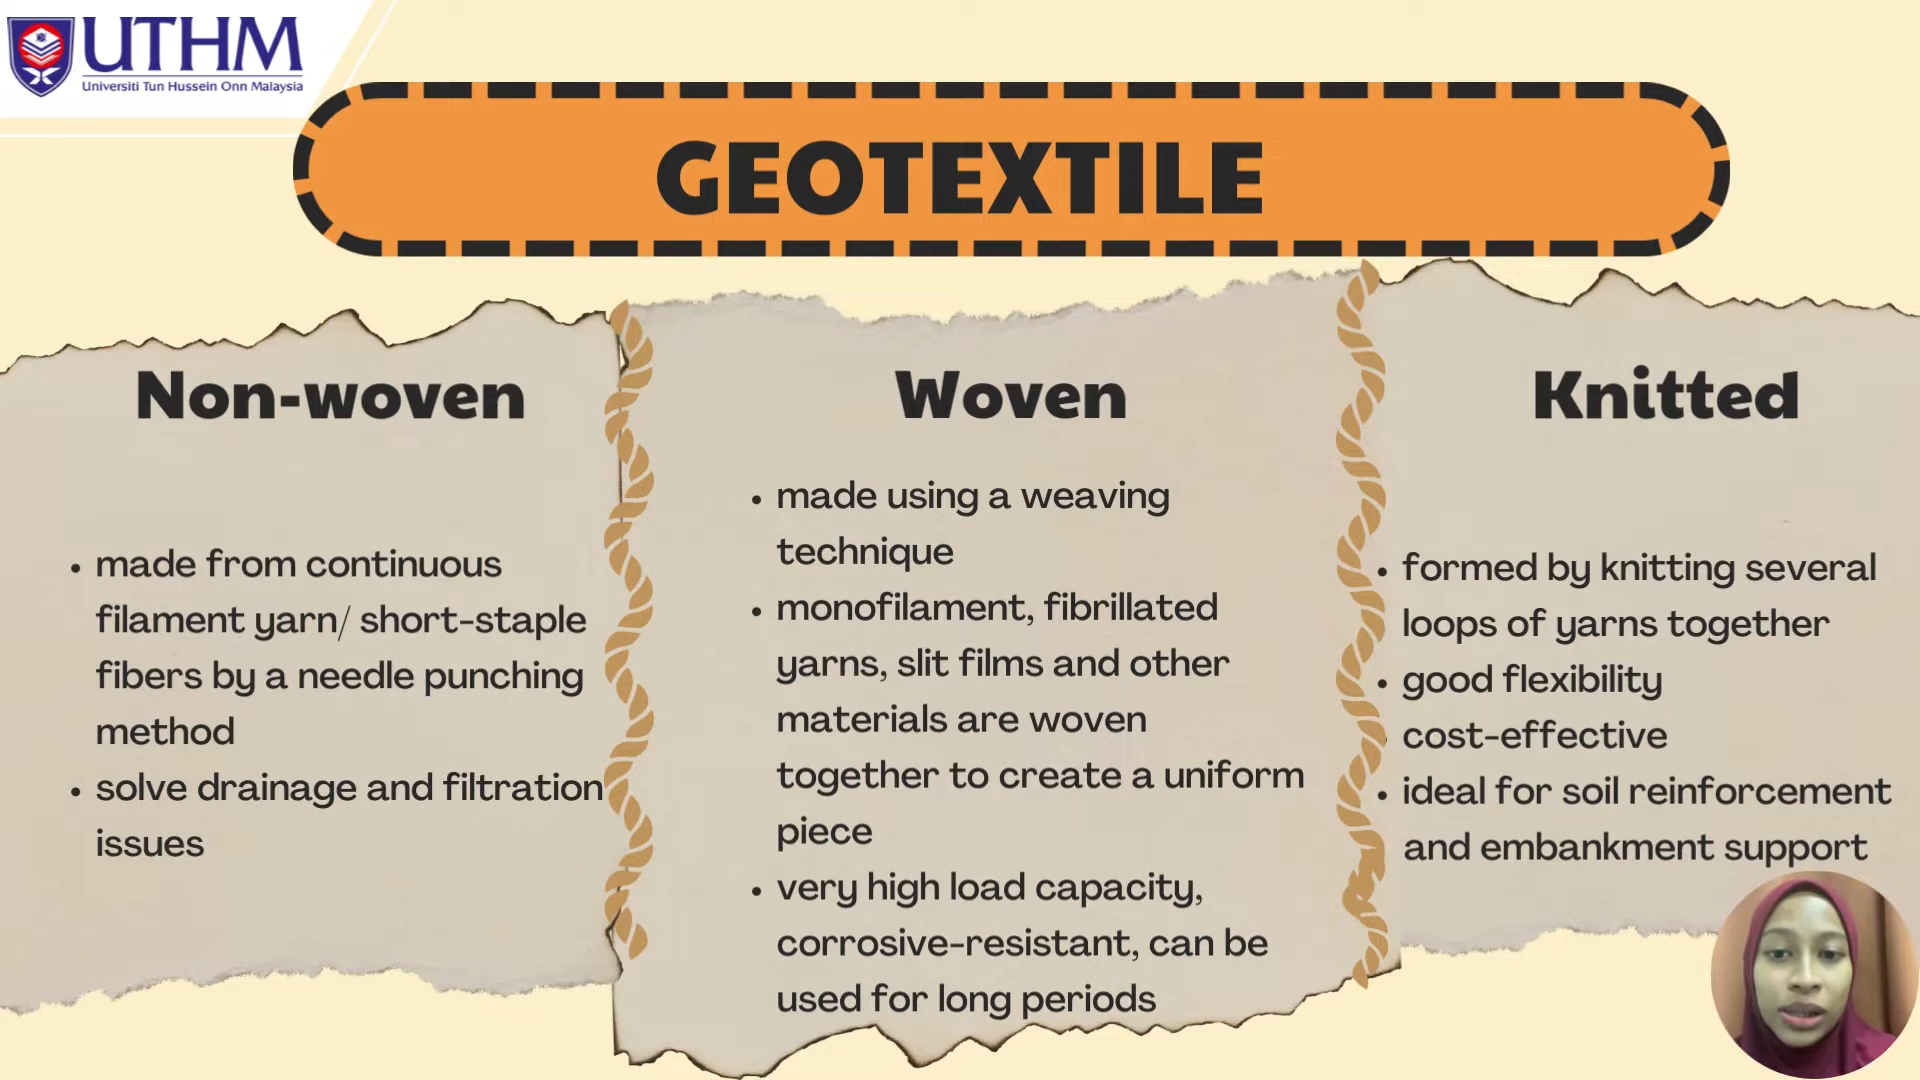 UTHM
Universiti Tun Hussein Onn Malaysia
GEOTEXTILE
Non-woven
• made from continuous
filament yarn/ short-staple
fibers by a needle punching
method
• solve drainage and filtration
issues
Woven
• made using a weaving
technique
• monofilament, fibrillated
yarns, slit films and other
materials are woven
together to create a uniform
piece
• very high load capacity,
corrosive-resistant, can be
used for long periods
Knitted
• formed by knitting several
loops of yarns together
• good flexibility
• cost-effective
• ideal for soil reinforcement
and embankment support